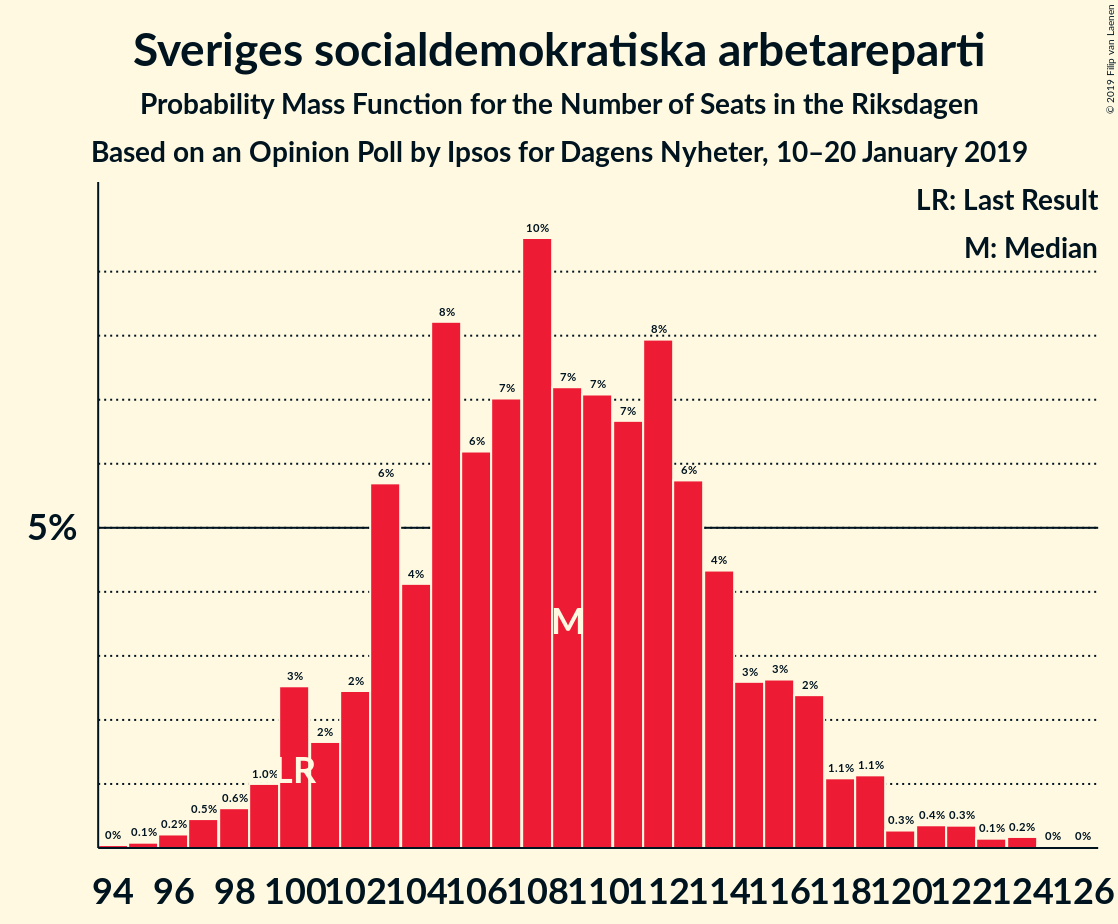 Sveriges socialdemokratiska arbetareparti
Probability Mass Function for the Number of Seats in the Riksdagen
Based on an Opinion Poll by Ipsos for Dagens Nyheter, 10–20 January 2019
© 2019 Filip van Laenen
LR: Last Result
M: Median
5%
0% 0.1% 0.2% 0.5% 0.6% 1.0% 3% 2% 2% 6% 4% 8% 6% 7% 10% 7% 7% 7% 8% 6% 4% 3% 3% 2% 1.1% 1.1% 0.3% 0.4% 0.3% 0.1% 0.2% 0% 0%
M
LR
94 96 98 100 102 104 106 108 110 112 114 116 118 120 122 124 126